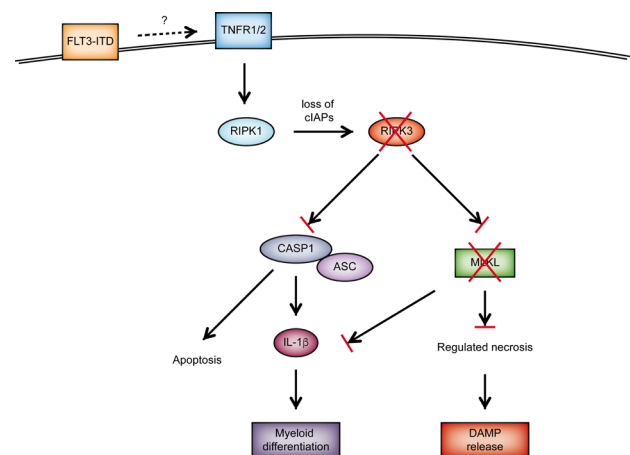 ?
FLT3-ITD
TNFR1/2
loss of
cIAPs
RIPK1
RIPK3
CASP1
ASC
MLKL
IL-1β
Apoptosis
Regulated necrosis
Myeloid
differentiation
DAMP
release